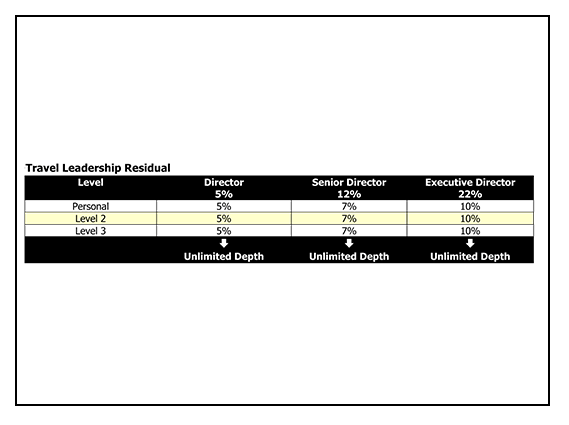 Travel Leadership Residual
Level Director Senior Director Executive Director
5% 12% 22%
Personal 5% 7% 10%
Level 2 5% 7% 10%
Level 3 5% 7% 10%
Unlimited Depth Unlimited Depth Unlimited Depth